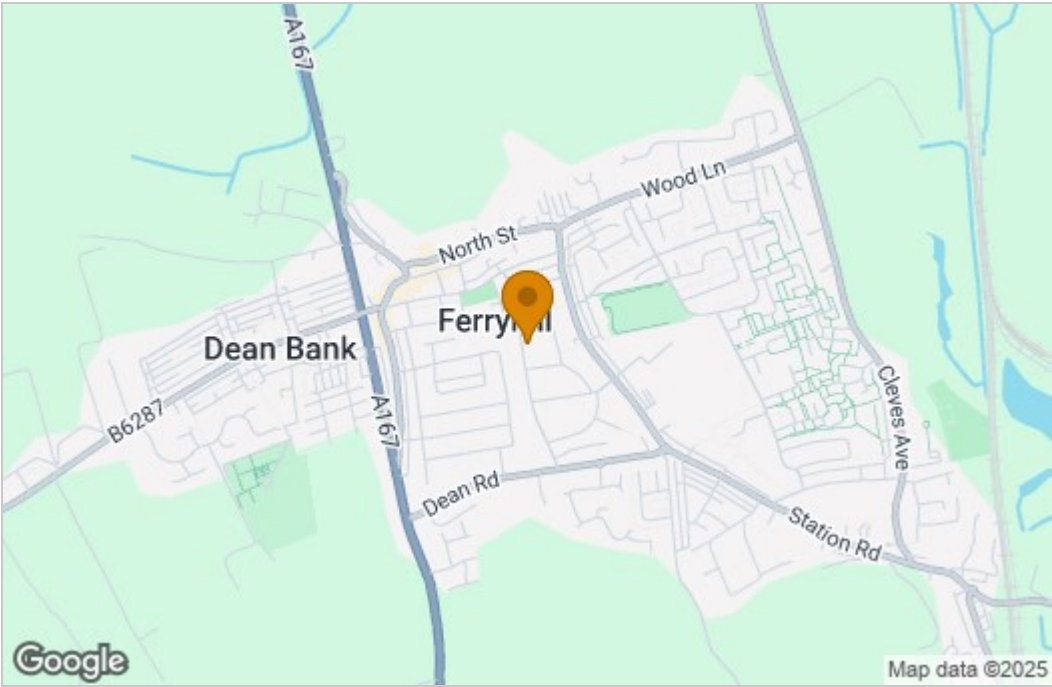 A167
Wood Ln
North St
Ferryhill
Dean Bank
A167
B6287
Cleves Ave
Dean Rd
Station Rd
Google
Map data ©2025